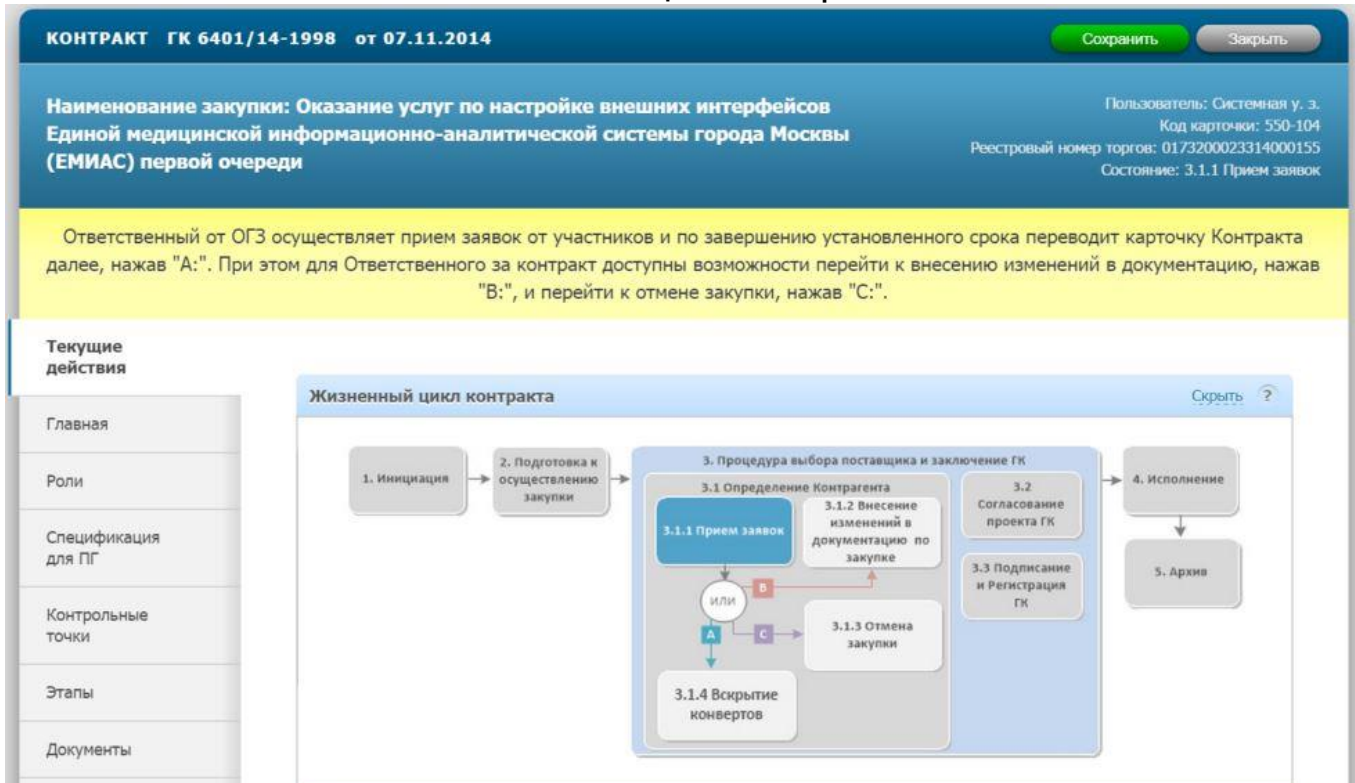 КОНТРАКТ ГК 6401/14-1998 от 07.11.2014
Сохранить
Закрыть
Наименование закупки: Оказание услуг по настройке внешних интерфейсов
Единой медицинской информационно-аналитической системы города Москвы
(ЕМИАС) первой очереди
Пользователь: Системная у. з.
Код карточки: 550-104
Реестровый номер торгов: 0173200023314000155
Состояние: 3.1.1 Прием заявок
Ответственный от ОГЗ осуществляет прием заявок от участников и по завершению установленного срока переводит карточку Контракта
далее, нажав "А:". При этом для Ответственного за контракт доступны возможности перейти к внесению изменений в документацию, нажав
"В:", и перейти к отмене закупки, нажав "С:".
Текущие
действия
Главная
Роли
Спецификация
для ПГ
Контрольные
точки
Этапы
Документы
Жизненный цикл контракта
Скрыть ?
1. Инициация
2. Подготовка к
осуществлению
закупки
3. Процедура выбора поставщика и заключение ГК
3.1 Определение Контрагента
3.1.1 Прием заявок
3.1.2 Внесение
изменений в
документацию по
закупке
ИЛИ
В
А
С
3.1.3 Отмена
закупки
3.1.4 Вскрытие
конвертов
3.2
Согласование
проекта ГК
3.3 Подписание
и Регистрация
ГК
4. Исполнение
5. Архив